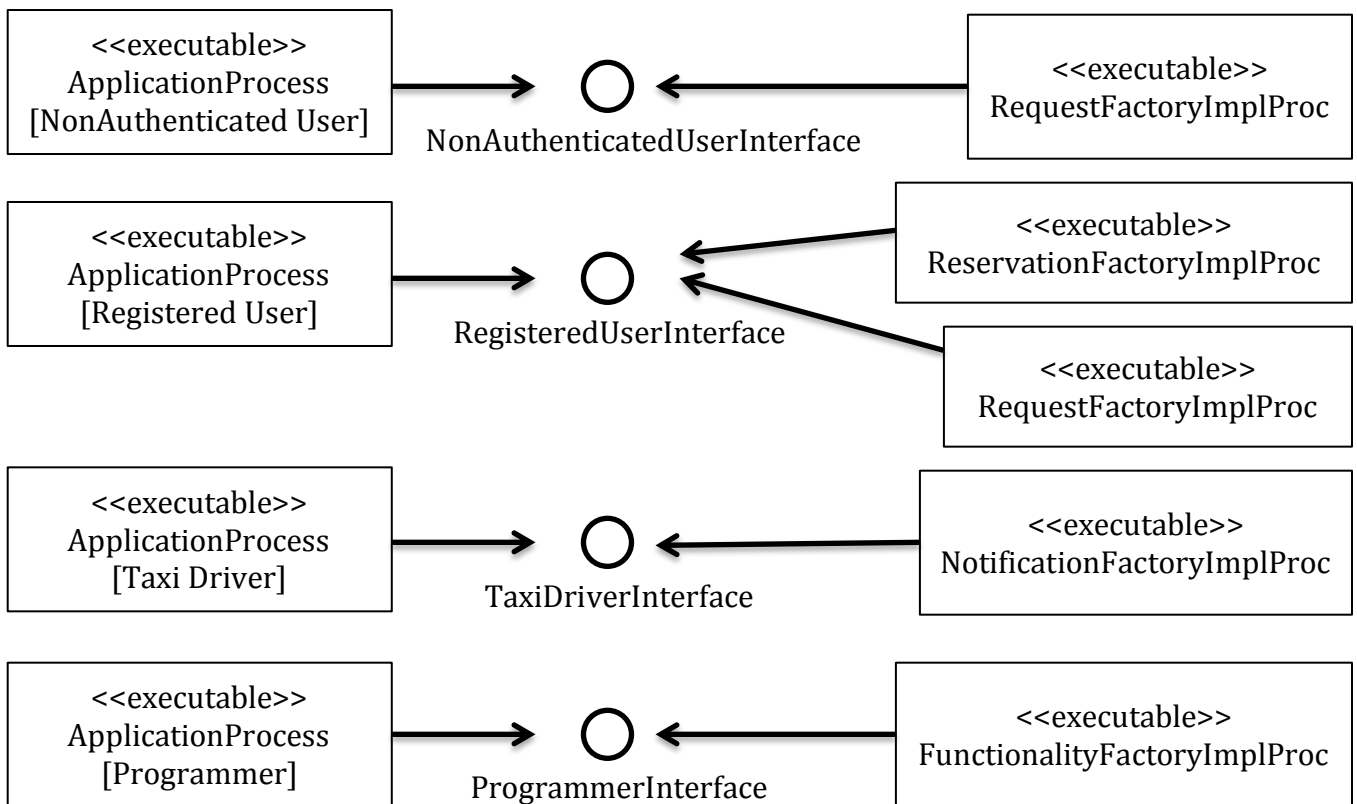 <<executable>>
ApplicationProcess
[NonAuthenticated User]
NonAuthenticatedUserInterface
<<executable>>
RequestFactoryImplProc
<<executable>>
ApplicationProcess
[Registered User]
RegisteredUserInterface
<<executable>>
ReservationFactoryImplProc
<<executable>>
RequestFactoryImplProc
<<executable>>
ApplicationProcess
[Taxi Driver]
TaxiDriverInterface
<<executable>>
NotificationFactoryImplProc
<<executable>>
ApplicationProcess
[Programmer]
ProgrammerInterface
<<executable>>
FunctionalityFactoryImplProc